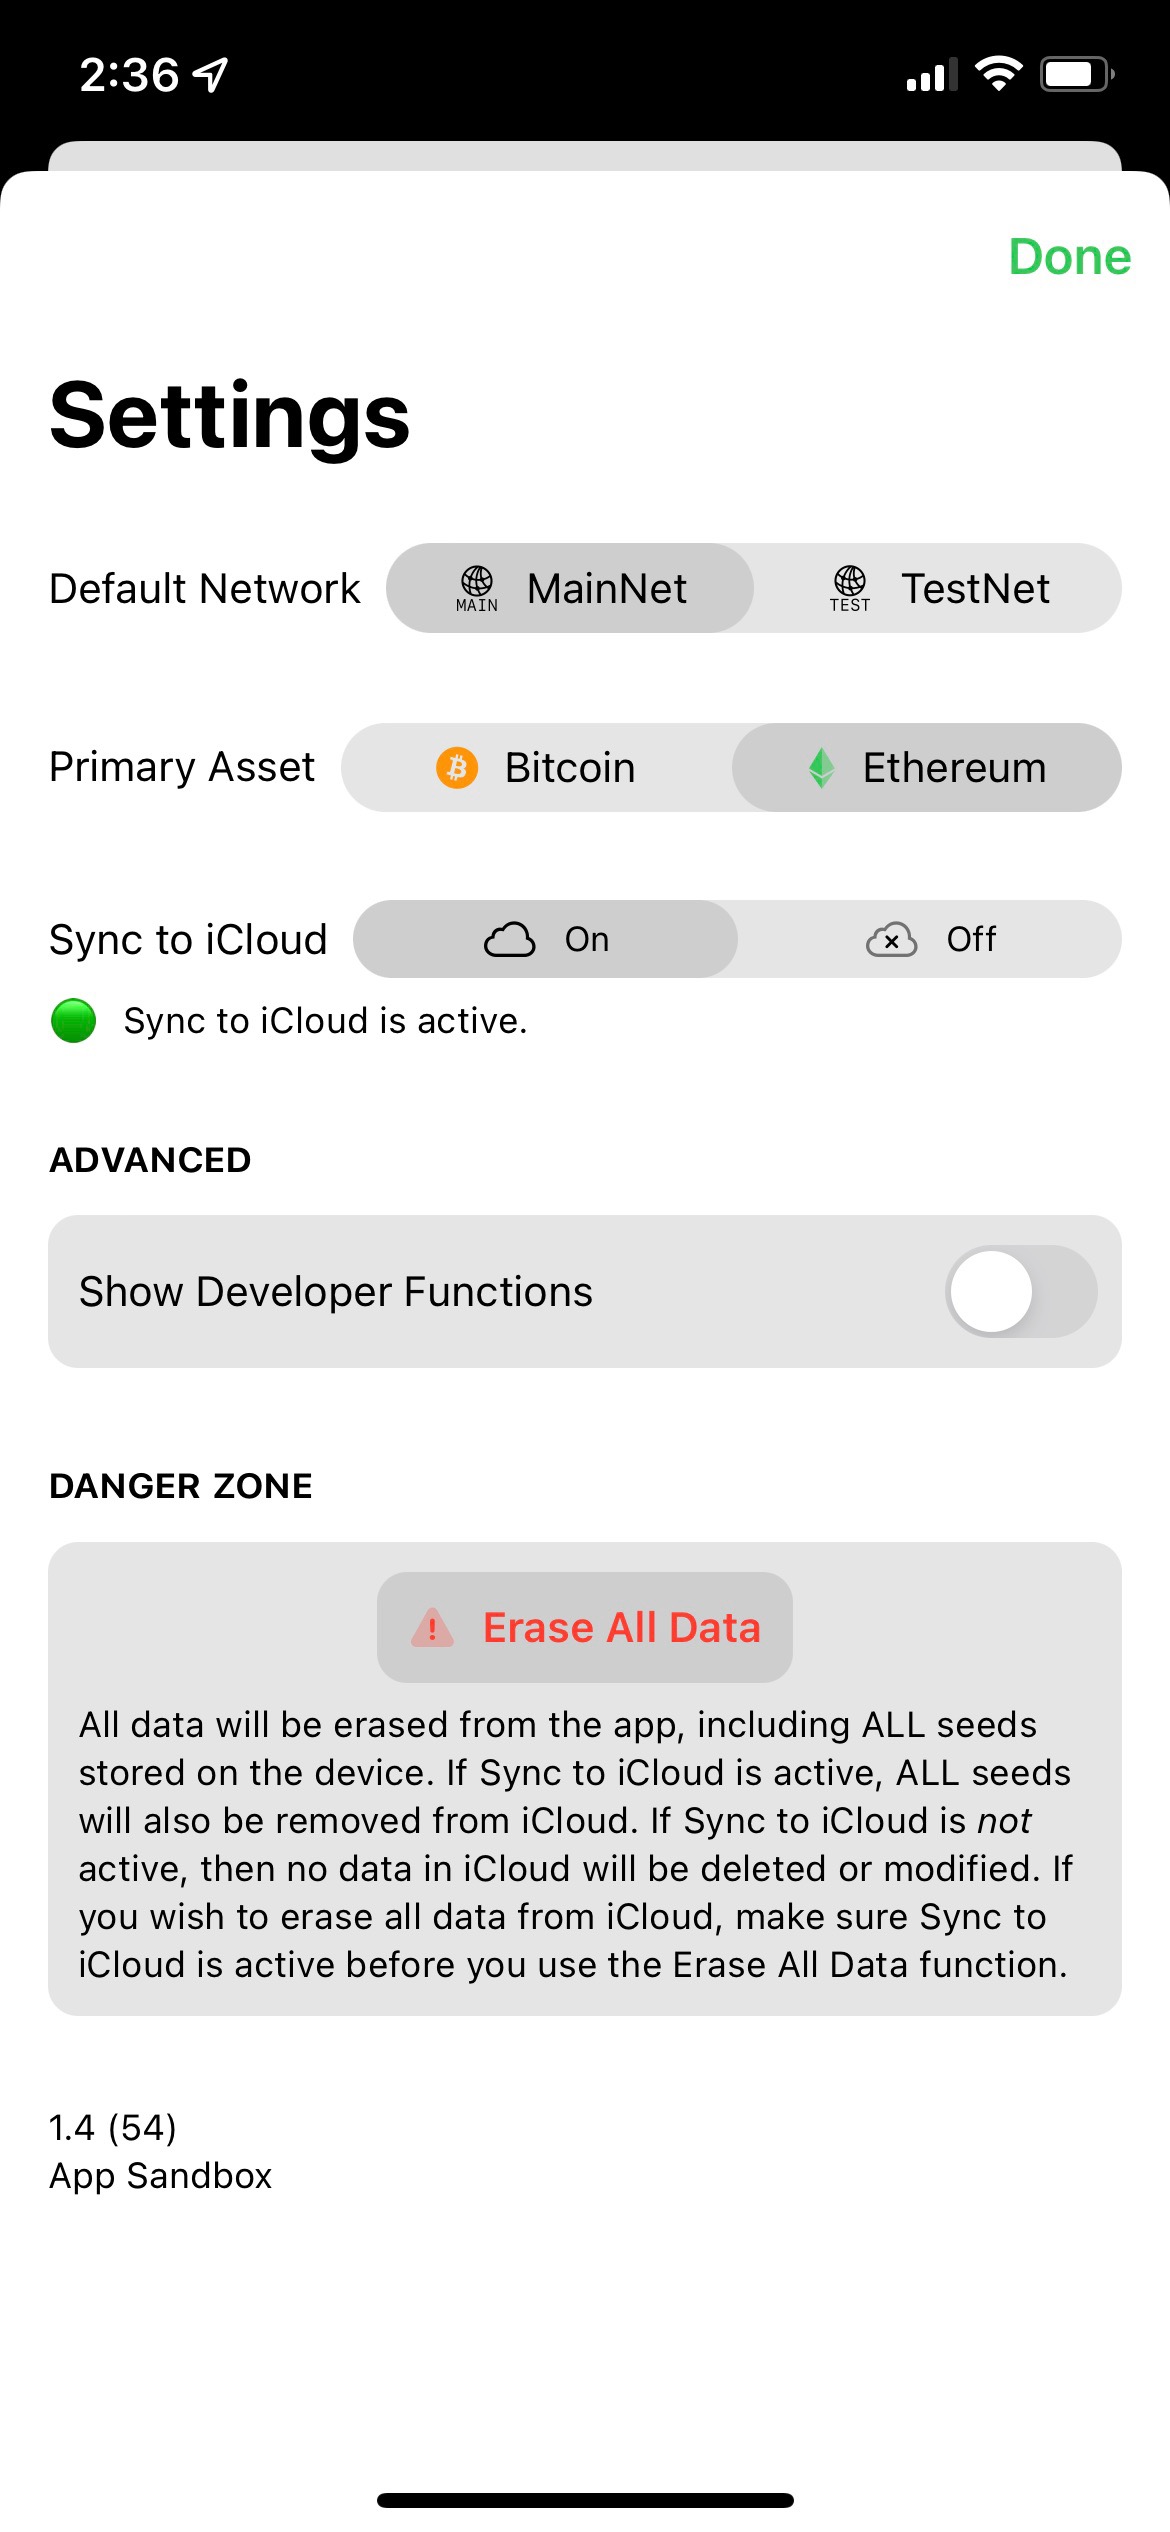 2:36
Done
Settings
Default Network
MAIN
MainNet
TEST
TestNet
Primary Asset
Bitcoin
Ethereum
Sync to iCloud
On
Off
Sync to iCloud is active.
ADVANCED
Show Developer Functions
DANGER ZONE
Erase All Data
All data will be erased from the app, including ALL seeds
stored on the device. If Sync to iCloud is active, ALL seeds
will also be removed from iCloud. If Sync to iCloud is not
active, then no data in iCloud will be deleted or modified. If
you wish to erase all data from iCloud, make sure Sync to
iCloud is active before you use the Erase All Data function.
1.4 (54)
App Sandbox